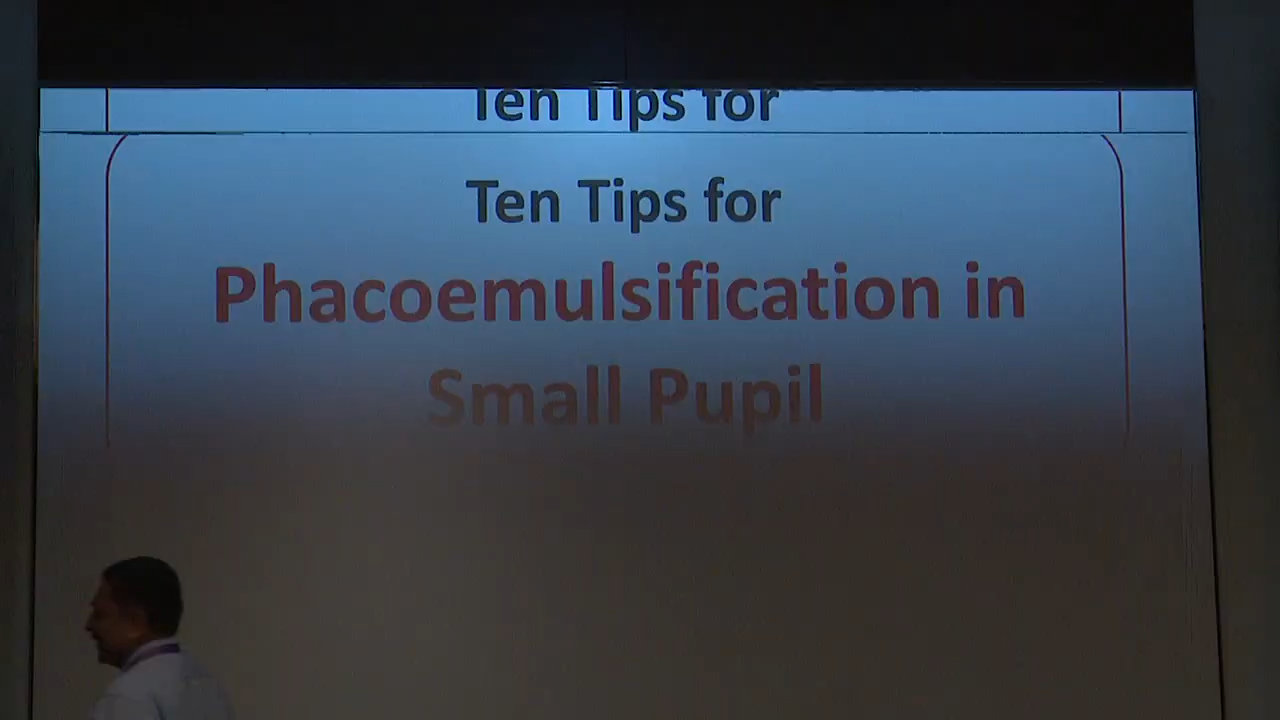 Ten Tips for
Ten Tips for
Phacoemulsification in
Small Pupil